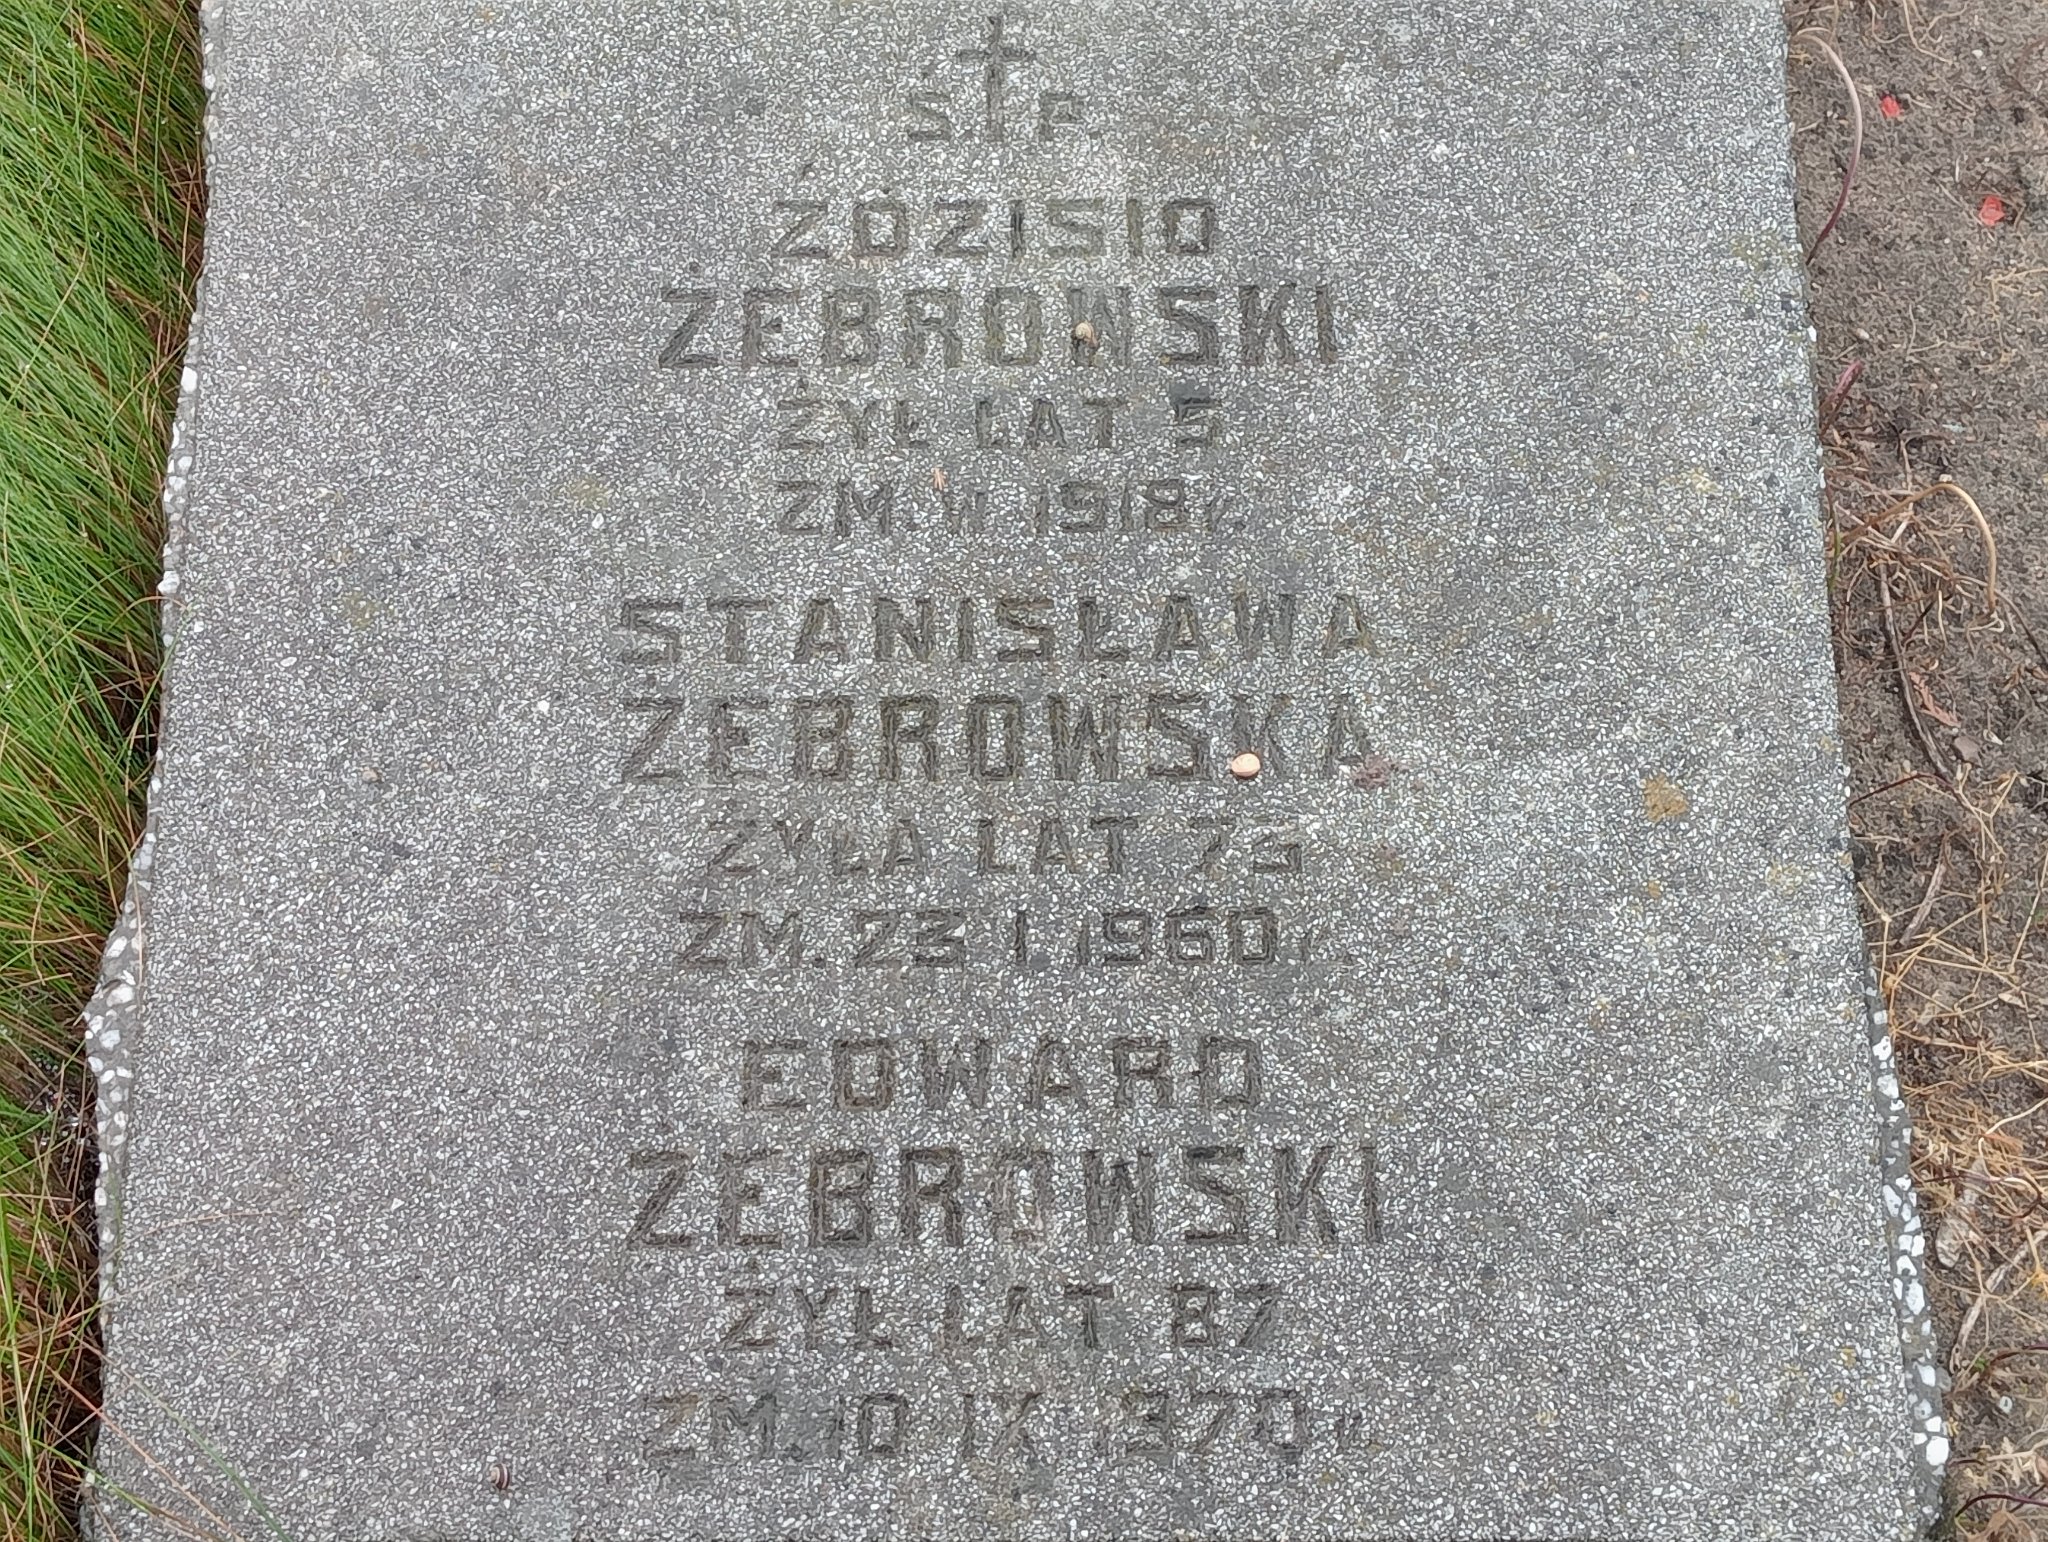 Ś P
ZDZISIO
ŻEBROWSKI
ŻYŁ LAT 5
ZM. W 1918 r.
STANISŁAWA
ŻEBROWSKA
ŻYŁA LAT 73
ZM. 23 I 1960 r.
EDWARD
ŻEBROWSKI
ŻYŁ LAT 87
ZM. 10 IX 1970 r.